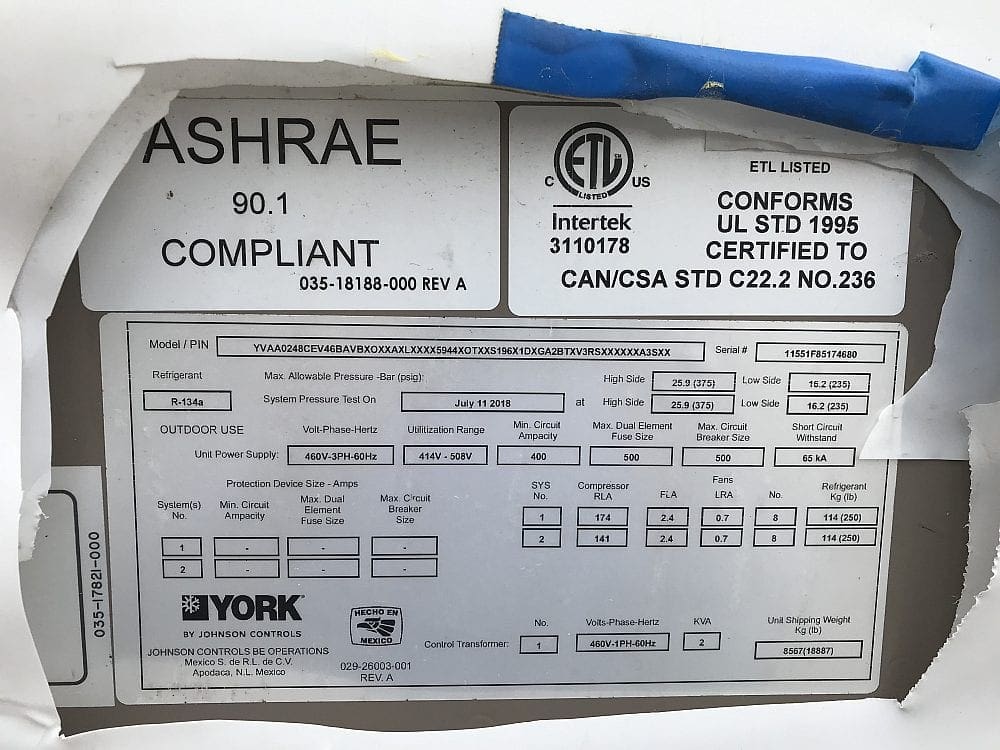 ASHRAE
90.1
COMPLIANT
035-18188-000 REV A
ETL CM
LISTED
C US
Intertek
3110178
ETL LISTED
CONFORMS
UL STD 1995
CERTIFIED TO
CAN/CSA STD C22.2 NO.236
Model / PIN YVAA0248CEV46BAVBXOXXAXLXXXX5944XOTXXS196X1DXGA2BTXV3RSXXXXXXA3SXX Serial # 11551F85174680
Refrigerant Max. Allowable Pressure -Bar (psig): High Side 25.9 (375) Low Side 16.2 (235)
R-134a System Pressure Test On July 11 2018 at High Side 25.9 (375) Low Side 16.2 (235)
OUTDOOR USE Volt-Phase-Hertz Utilitization Range Min. Circuit Ampacity Max. Dual Element Fuse Size Max. Circuit Breaker Size Short Circuit Withstand
Unit Power Supply: 460V-3PH-60Hz 414V - 508V 400 500 500 65 kA
Protection Device Size - Amps
System(s) No. Min. Circuit Ampacity Max. Dual Element Fuse Size Max. Circuit Breaker Size
1 - - -
2 - - -
SYS No. Compressor RLA Fans FLA LRA No. Refrigerant Kg (lb)
1 174 2.4 0.7 8 114 (250)
2 141 2.4 0.7 8 114 (250)
YORK
BY JOHNSON CONTROLS
JOHNSON CONTROLS BE OPERATIONS
Mexico S. de R.L. de C.V.
Apodaca, N.L. Mexico
HECHO EN
MEXICO
029-26003-001
REV. A
No. Volts-Phase-Hertz KVA Unit Shipping Weight Kg (lb)
Control Transformer: 1 460V-1PH-60Hz 2 8567(18887)
035-17821-000